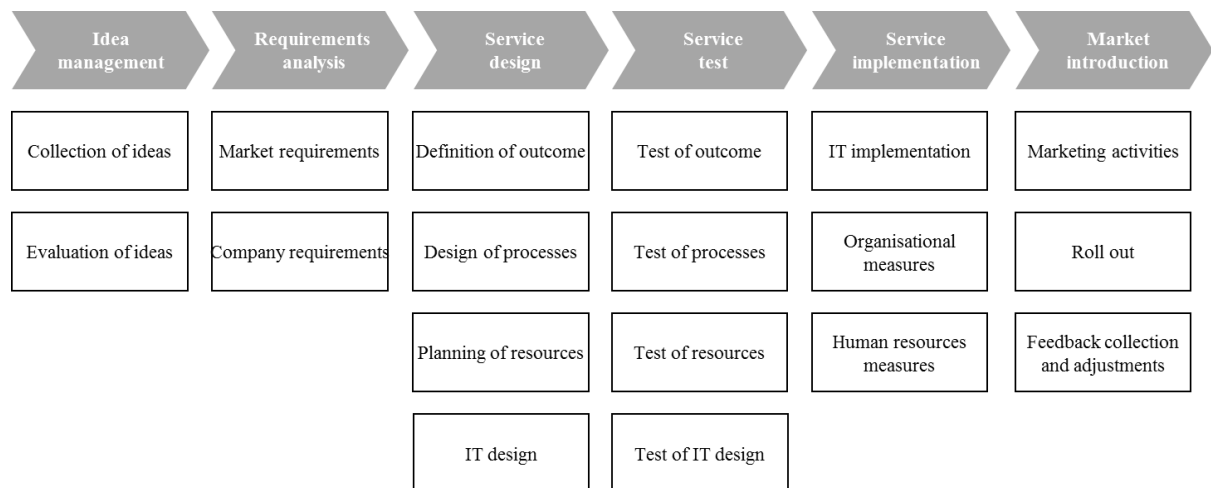 Idea
management
Requirements
analysis
Service
design
Service
test
Service
implementation
Market
introduction
Collection of ideas
Market requirements
Definition of outcome
Test of outcome
IT implementation
Marketing activities
Evaluation of ideas
Company requirements
Design of processes
Test of processes
Organisational
measures
Roll out
Planning of resources
Test of resources
Human resources
measures
Feedback collection
and adjustments
IT design
Test of IT design